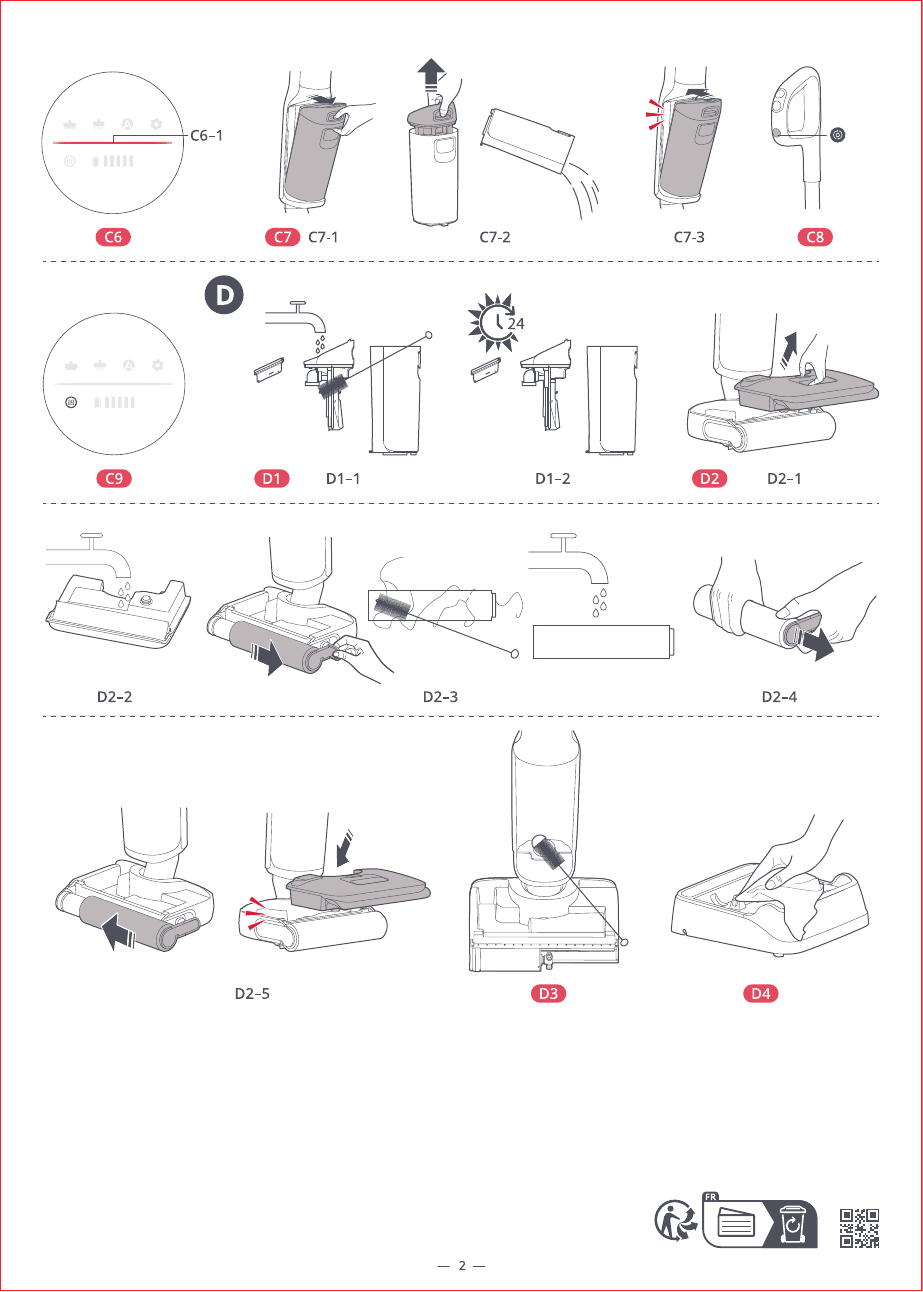 C6–1
C6
C7 C7-1
C7-2
C7-3
C8
D
24
C9
D1
D1–1
D1–2
D2
D2–1
D2–2
D2–3
D2–4
D2–5
D3
D4
FR
— 2 —